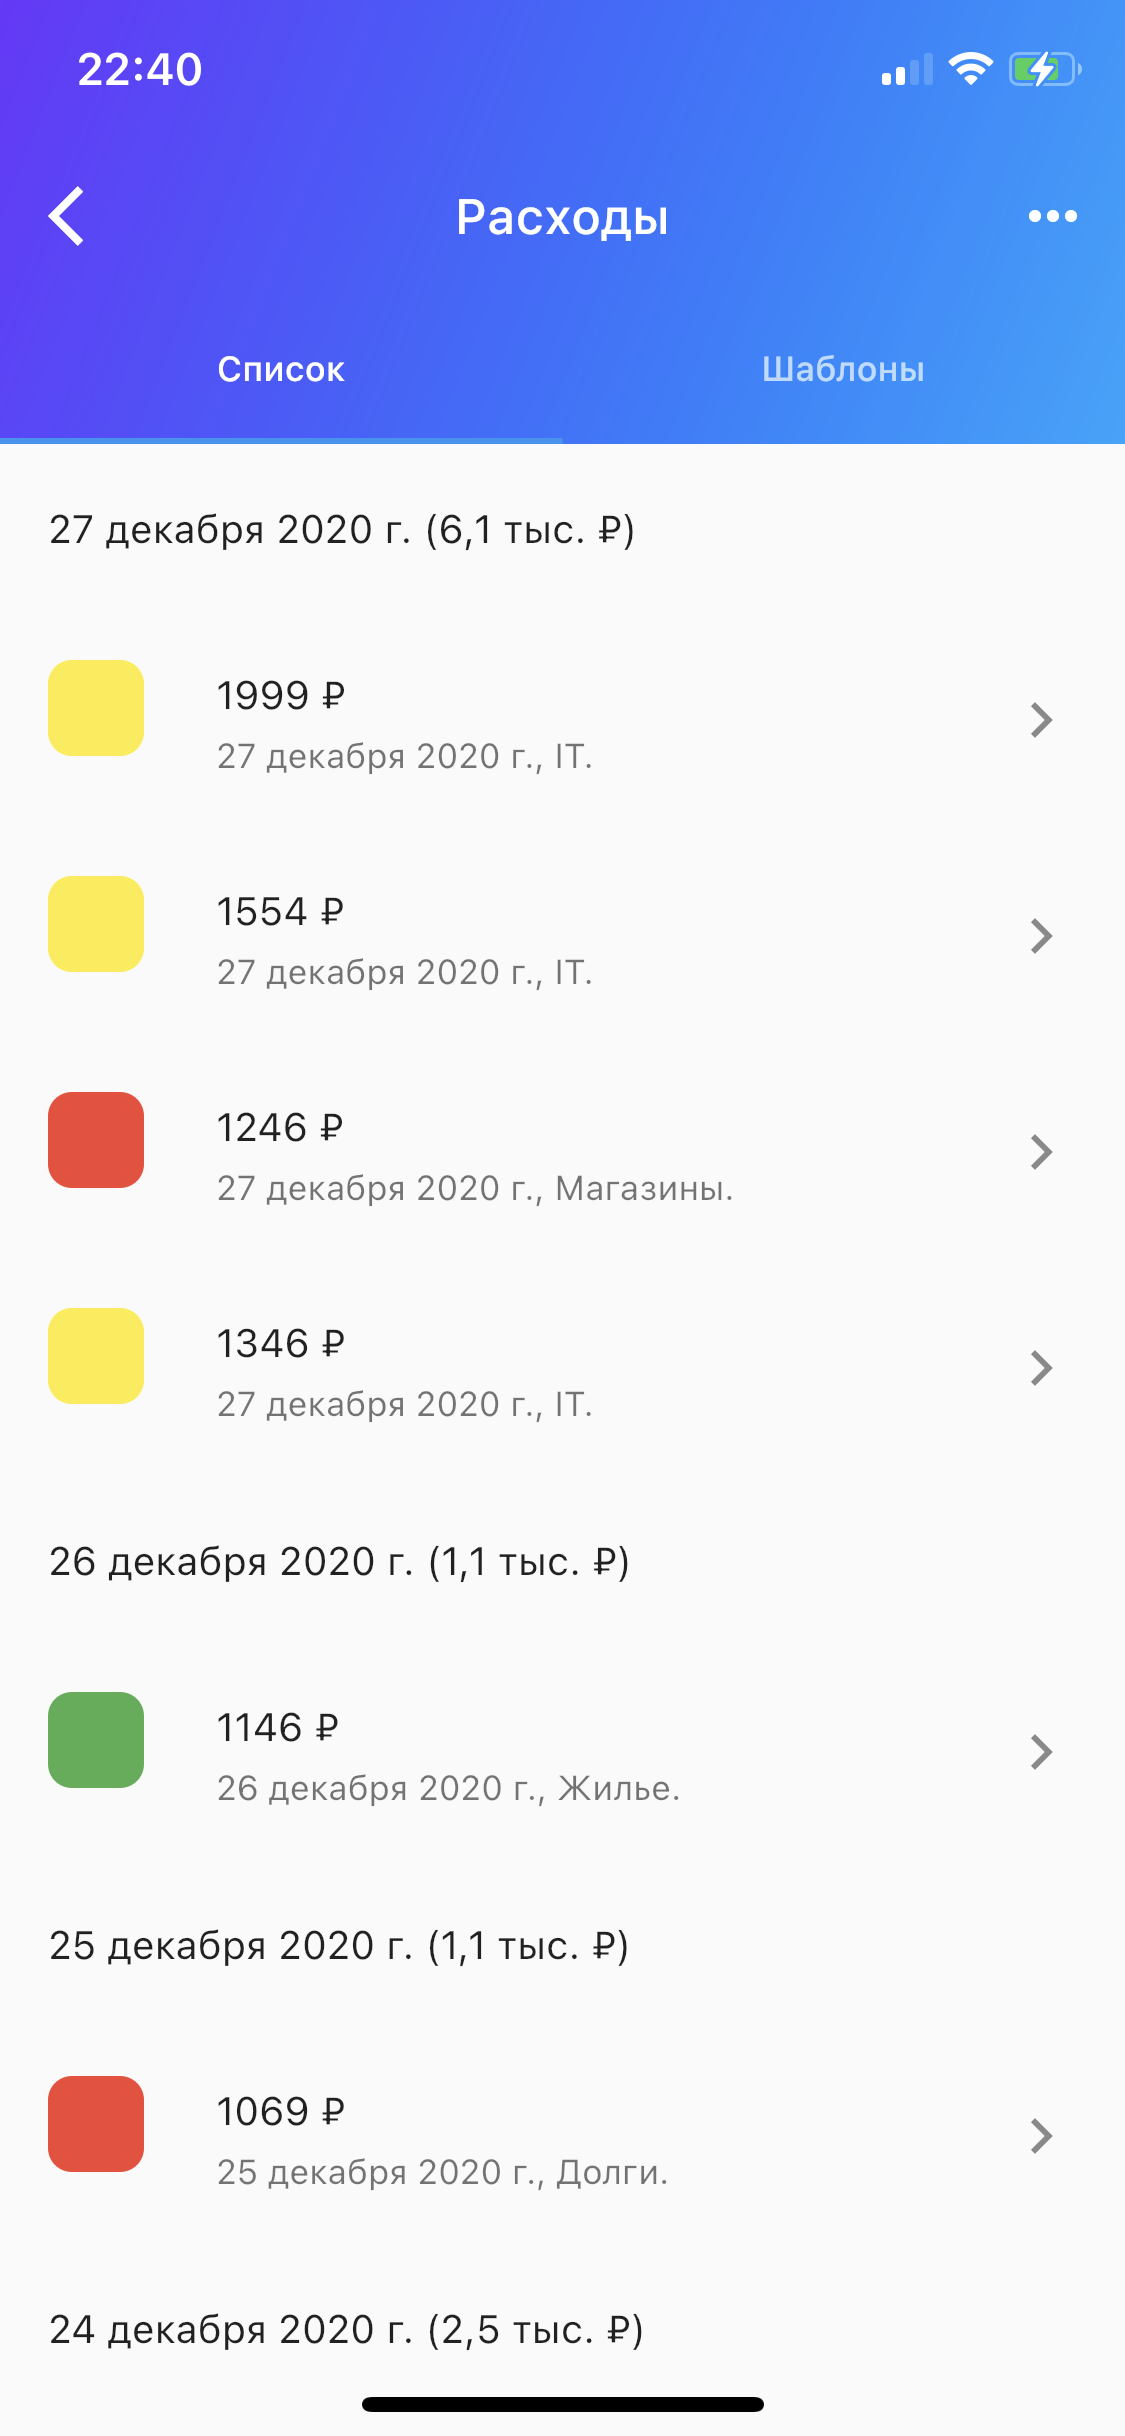 22:40
Расходы
Список
Шаблоны
27 декабря 2020 г. (6,1 тыс. ₽)
1999 ₽
27 декабря 2020 г., IT.
1554 ₽
27 декабря 2020 г., IT.
1246 ₽
27 декабря 2020 г., Магазины.
1346 ₽
27 декабря 2020 г., IT.
26 декабря 2020 г. (1,1 тыс. ₽)
1146 ₽
26 декабря 2020 г., Жилье.
25 декабря 2020 г. (1,1 тыс. ₽)
1069 ₽
25 декабря 2020 г., Долги.
24 декабря 2020 г. (2,5 тыс. ₽)